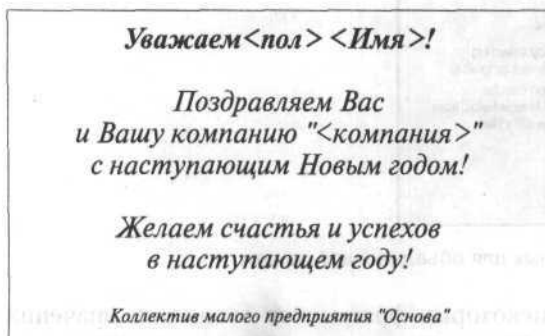 Уважаем<пол> <Имя>!
Поздравляем Вас
и Вашу компанию "<компания>"
с наступающим Новым годом!
Желаем счастья и успехов
в наступающем году!
Коллектив малого предприятия "Основа"